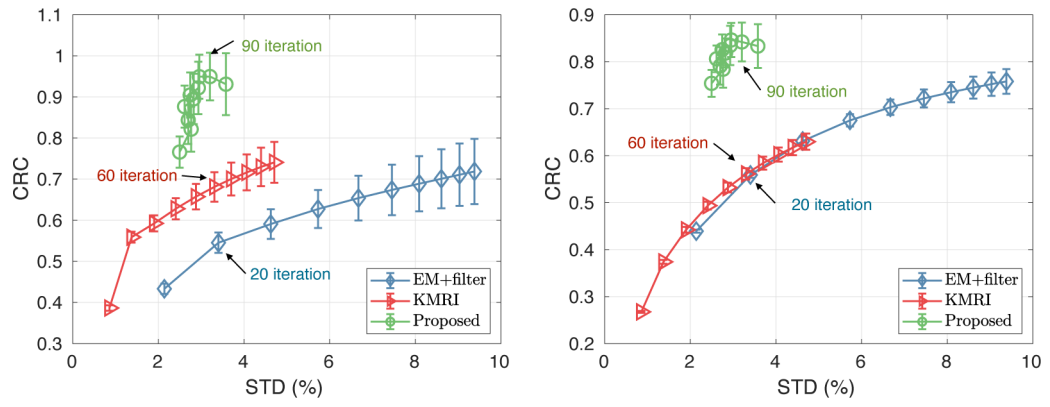 1.1
1
0.9
0.8
0.7
0.6
0.5
0.4
0.3
CRC
90 iteration
60 iteration
20 iteration
EM+filter
KMRI
Proposed
0 2 4 6 8 10
STD (%)
0.9
0.8
0.7
0.6
0.5
0.4
0.3
0.2
CRC
90 iteration
60 iteration
20 iteration
EM+filter
KMRI
Proposed
0 2 4 6 8 10
STD (%)